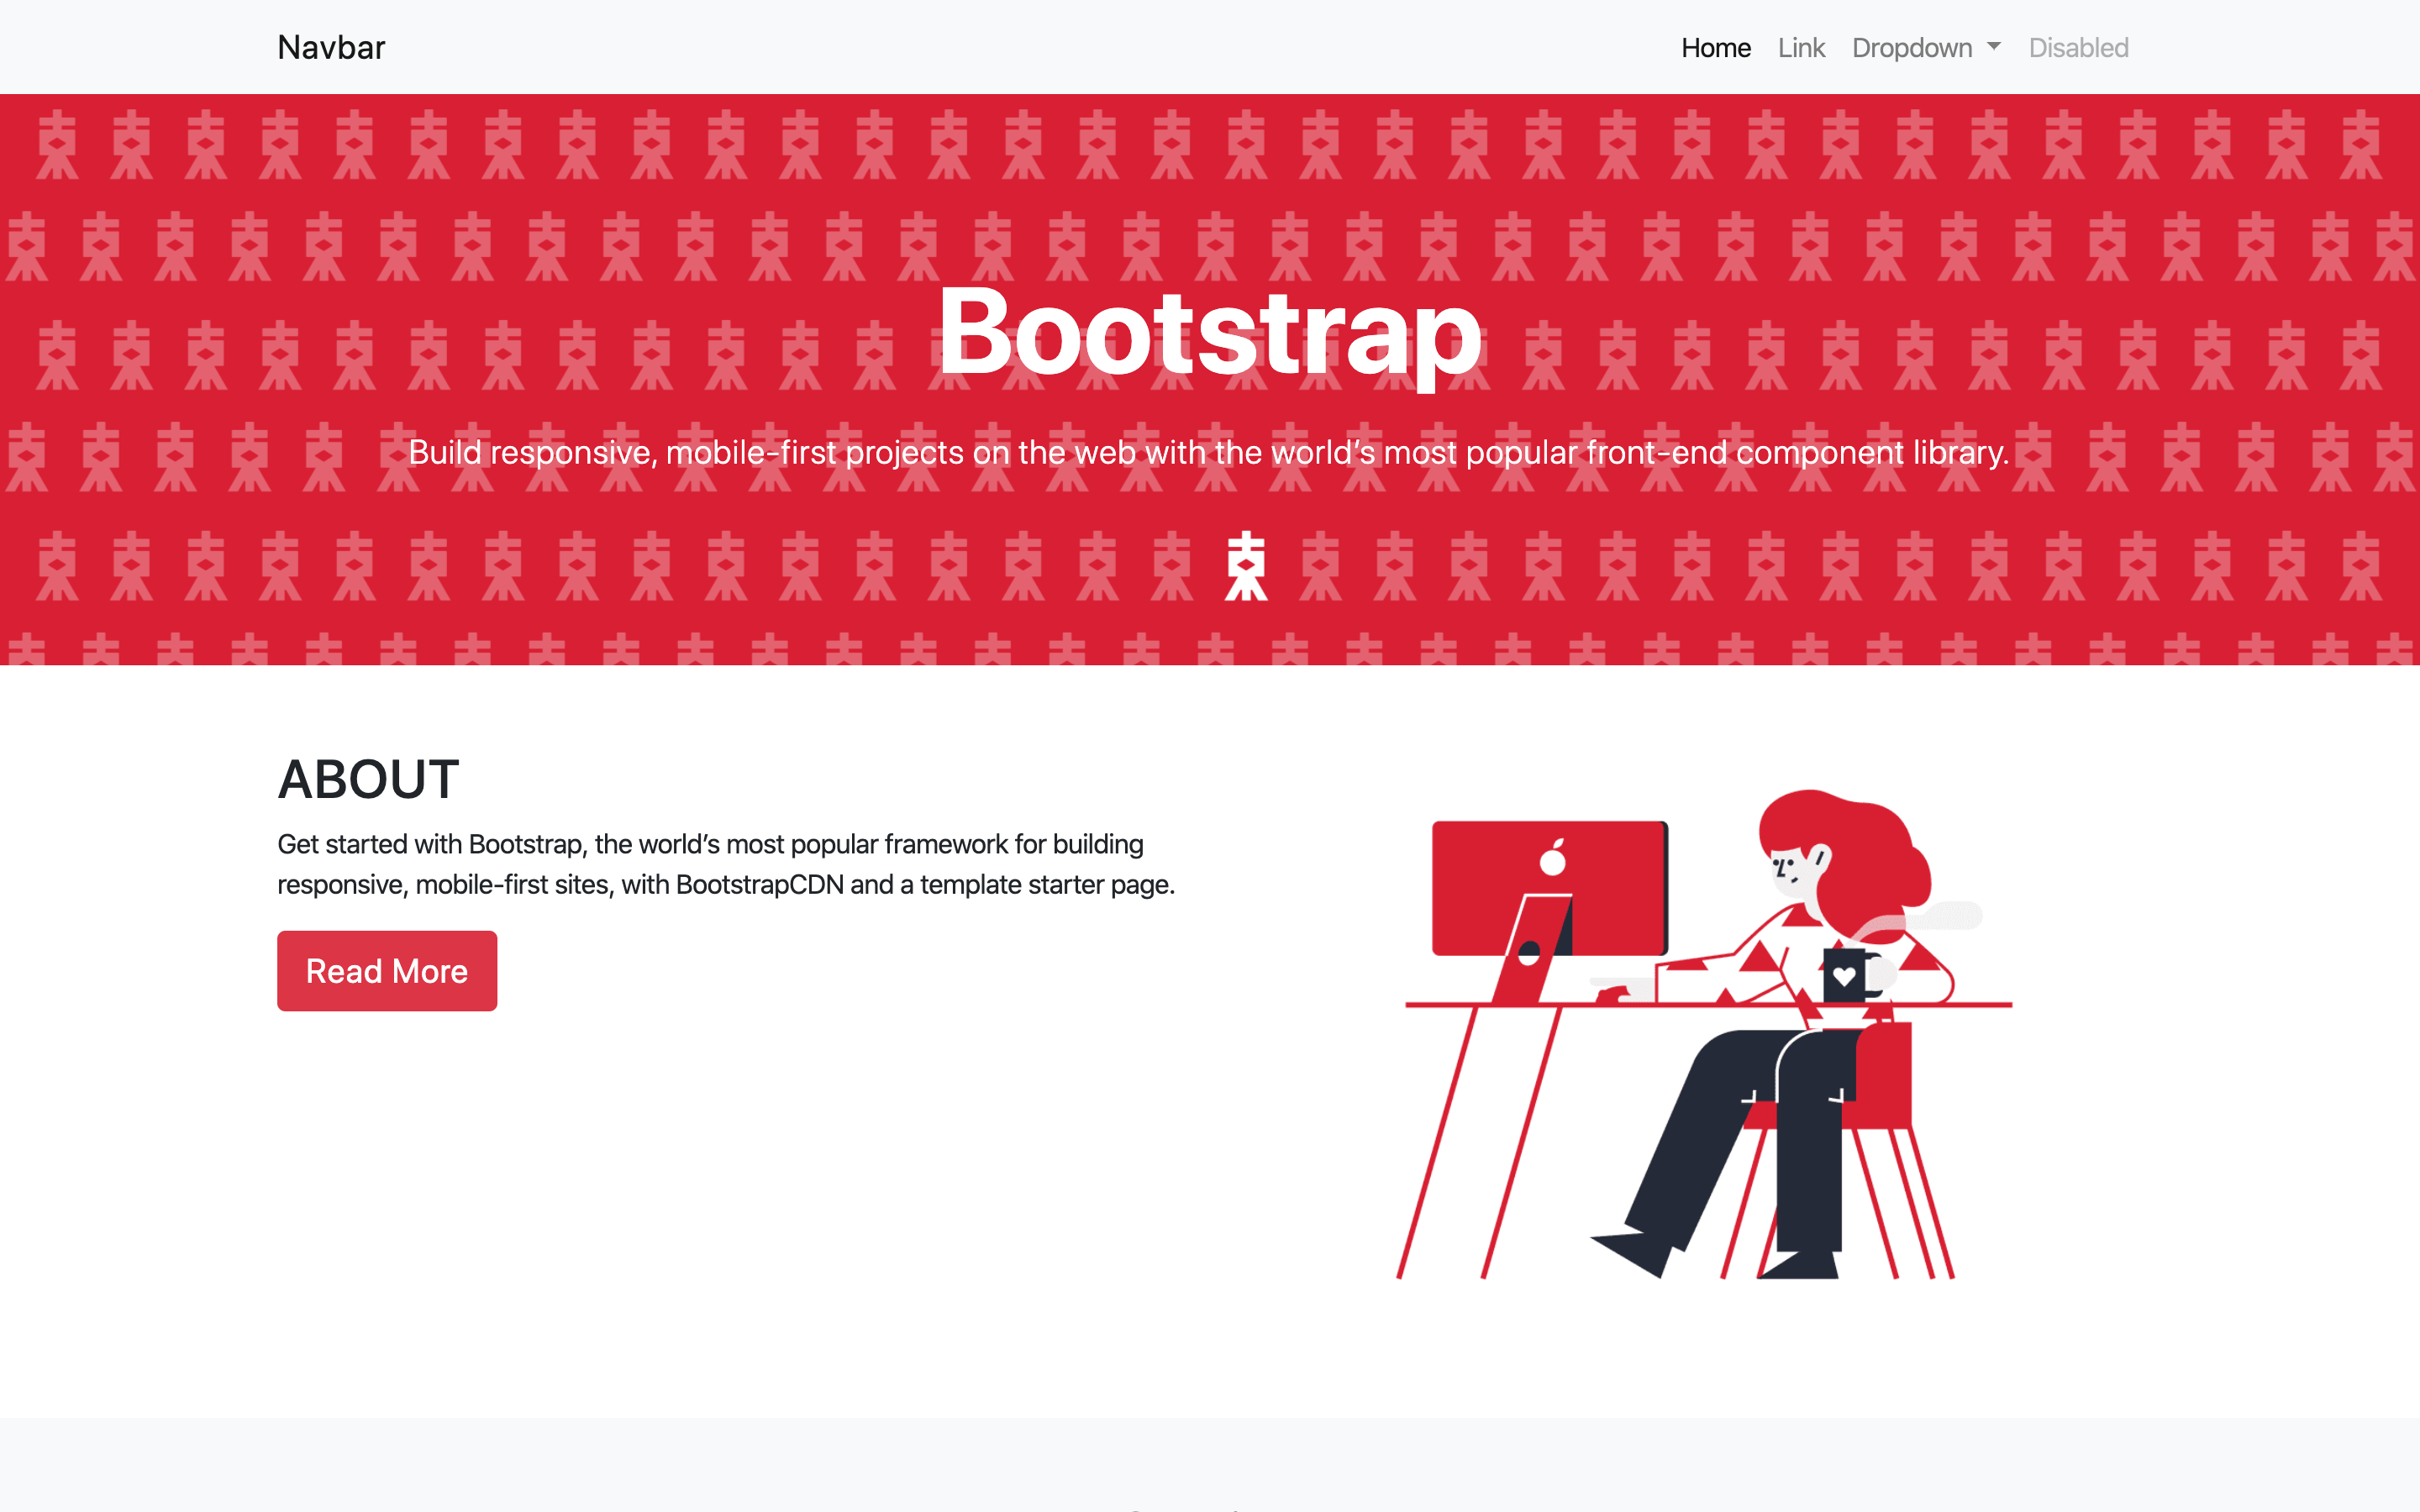 Navbar
Home Link Dropdown Disabled
Bootstrap
Build responsive, mobile-first projects on the web with the world’s most popular front-end component library.
ABOUT
Get started with Bootstrap, the world’s most popular framework for building
responsive, mobile-first sites, with BootstrapCDN and a template starter page.
Read More